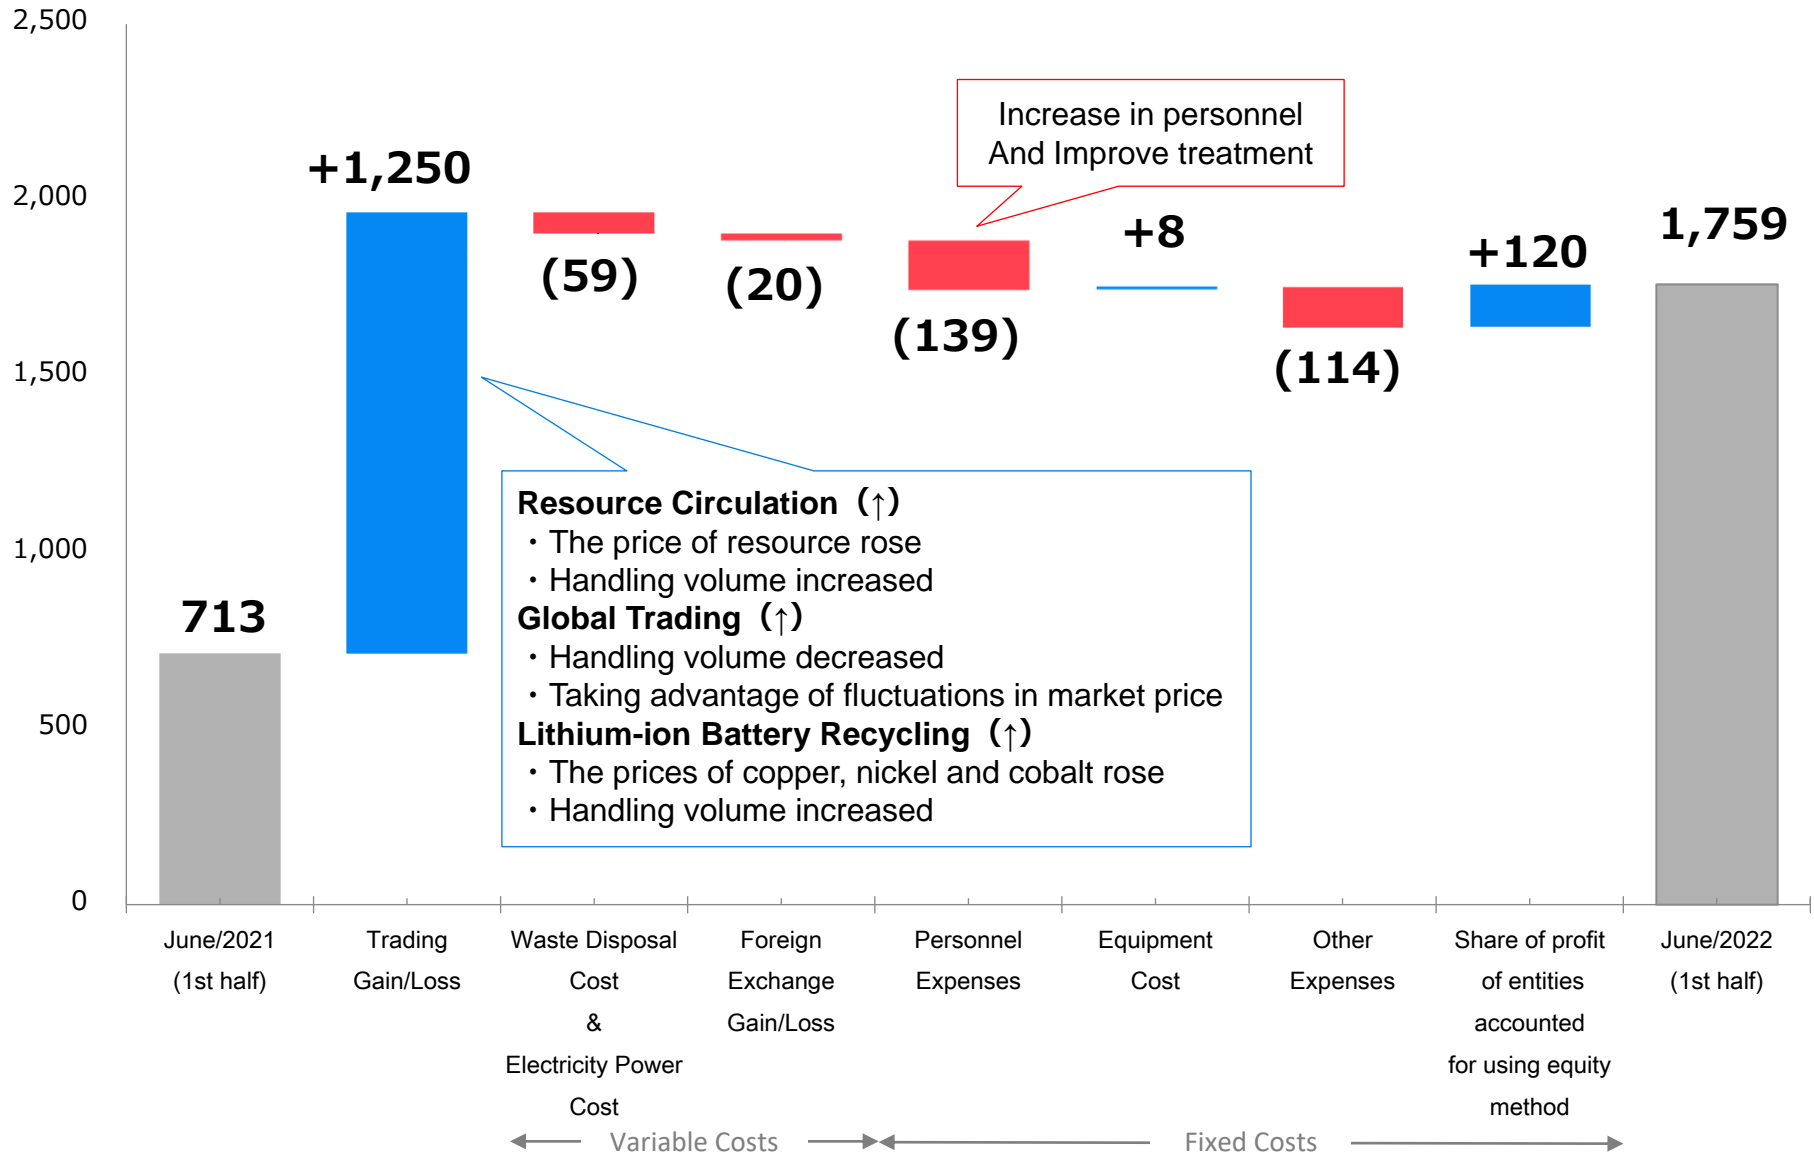 2,500
2,000
1,500
1,000
500
0
713
+1,250
(59)
(20)
(139)
+8
(114)
+120
1,759
Increase in personnel
And Improve treatment
Resource Circulation（↑）
・The price of resource rose
・Handling volume increased
Global Trading（↑）
・Handling volume decreased
・Taking advantage of fluctuations in market price
Lithium-ion Battery Recycling（↑）
・The prices of copper, nickel and cobalt rose
・Handling volume increased
June/2021
(1st half)
Trading
Gain/Loss
Waste Disposal
Cost
&
Electricity Power
Cost
Foreign
Exchange
Gain/Loss
Personnel
Expenses
Equipment
Cost
Other
Expenses
Share of profit
of entities
accounted
for using equity
method
June/2022
(1st half)
Variable Costs
Fixed Costs